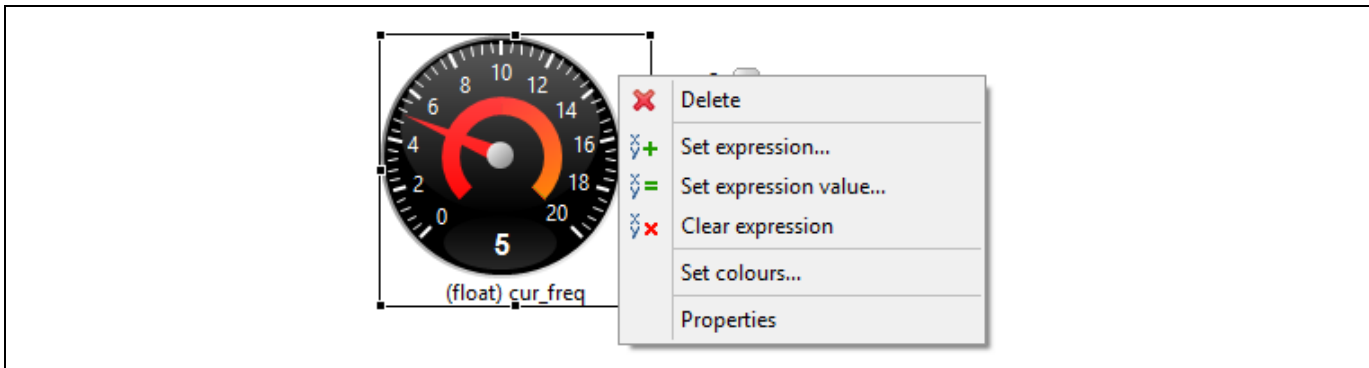 0
2
4
6
8
10
12
14
16
18
20
5
(float) cur_freq
Delete
Set expression...
Set expression value...
Clear expression
Set colours...
Properties